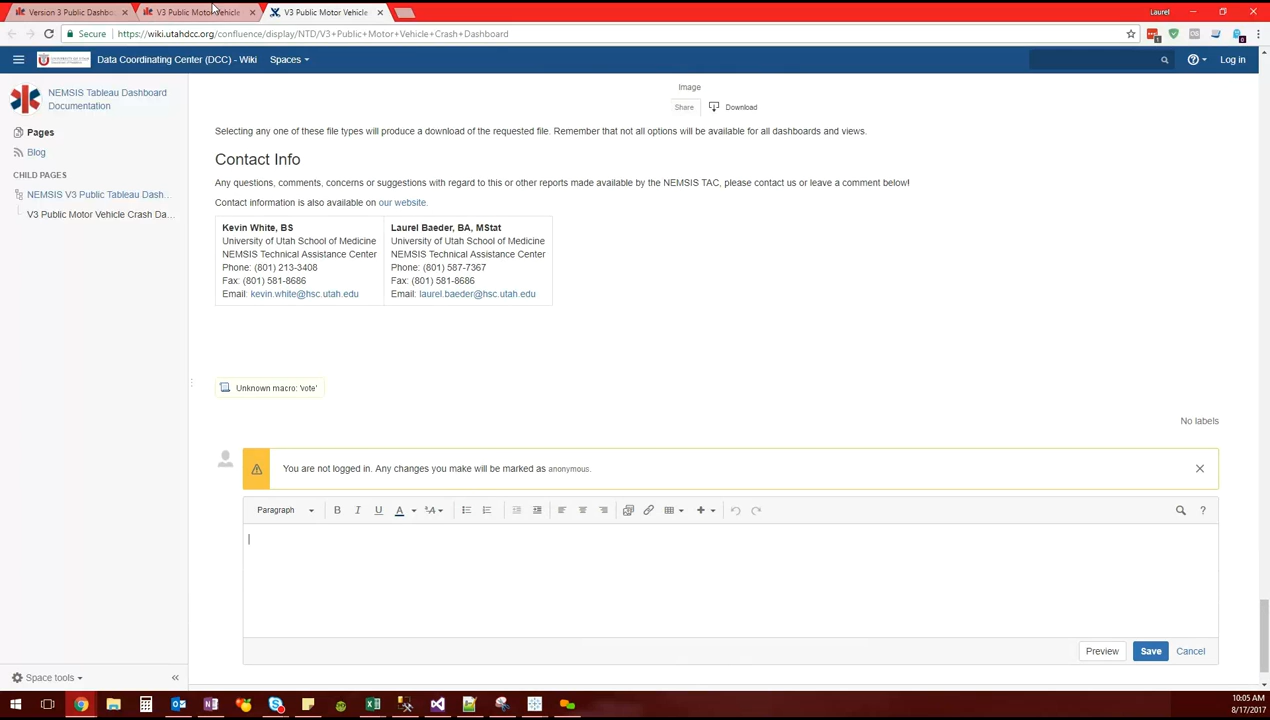 Version 3 Public Dashbo
V3 Public Motor Vehicle
V3 Public Motor Vehicle
Laurel
Secure
https://wiki.utahdcc.org/confluence/display/NTD/V3+Public+Motor+Vehicle+Crash+Dashboard
Data Coordinating Center (DCC) - Wiki
Spaces
Log in
NEMSIS Tableau Dashboard
Documentation
Pages
Blog
CHILD PAGES
NEMSIS V3 Public Tableau Dash...
V3 Public Motor Vehicle Crash Da...
Image
Share
Download
Selecting any one of these file types will produce a download of the requested file. Remember that not all options will be available for all dashboards and views.
Contact Info
Any questions, comments, concerns or suggestions with regard to this or other reports made available by the NEMSIS TAC, please contact us or leave a comment below!
Contact information is also available on our website.
Kevin White, BS
University of Utah School of Medicine
NEMSIS Technical Assistance Center
Phone: (801) 213-3408
Fax: (801) 581-8686
Email: kevin.white@hsc.utah.edu
Laurel Baeder, BA, MStat
University of Utah School of Medicine
NEMSIS Technical Assistance Center
Phone: (801) 587-7367
Fax: (801) 581-8686
Email: laurel.baeder@hsc.utah.edu
Unknown macro: 'vote'
No labels
You are not logged in. Any changes you make will be marked as anonymous.
Paragraph
B I U A
Preview
Save
Cancel
Space tools
10:05 AM
8/17/2017